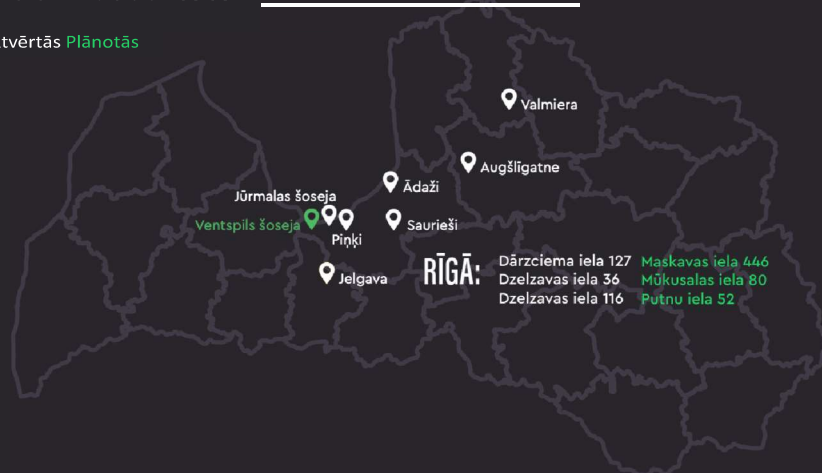 Plānotās
Valmiera
Augšlīgatne
Ādaži
Jūrmalas šoseja
Ventspils šoseja
Saurieši
Piņķi
Jelgava
RĪGĀ:
Dārzciema iela 127 Maskavas iela 446
Dzelzavas iela 36 Mūkusalas iela 80
Dzelzavas iela 116 Putnu iela 52